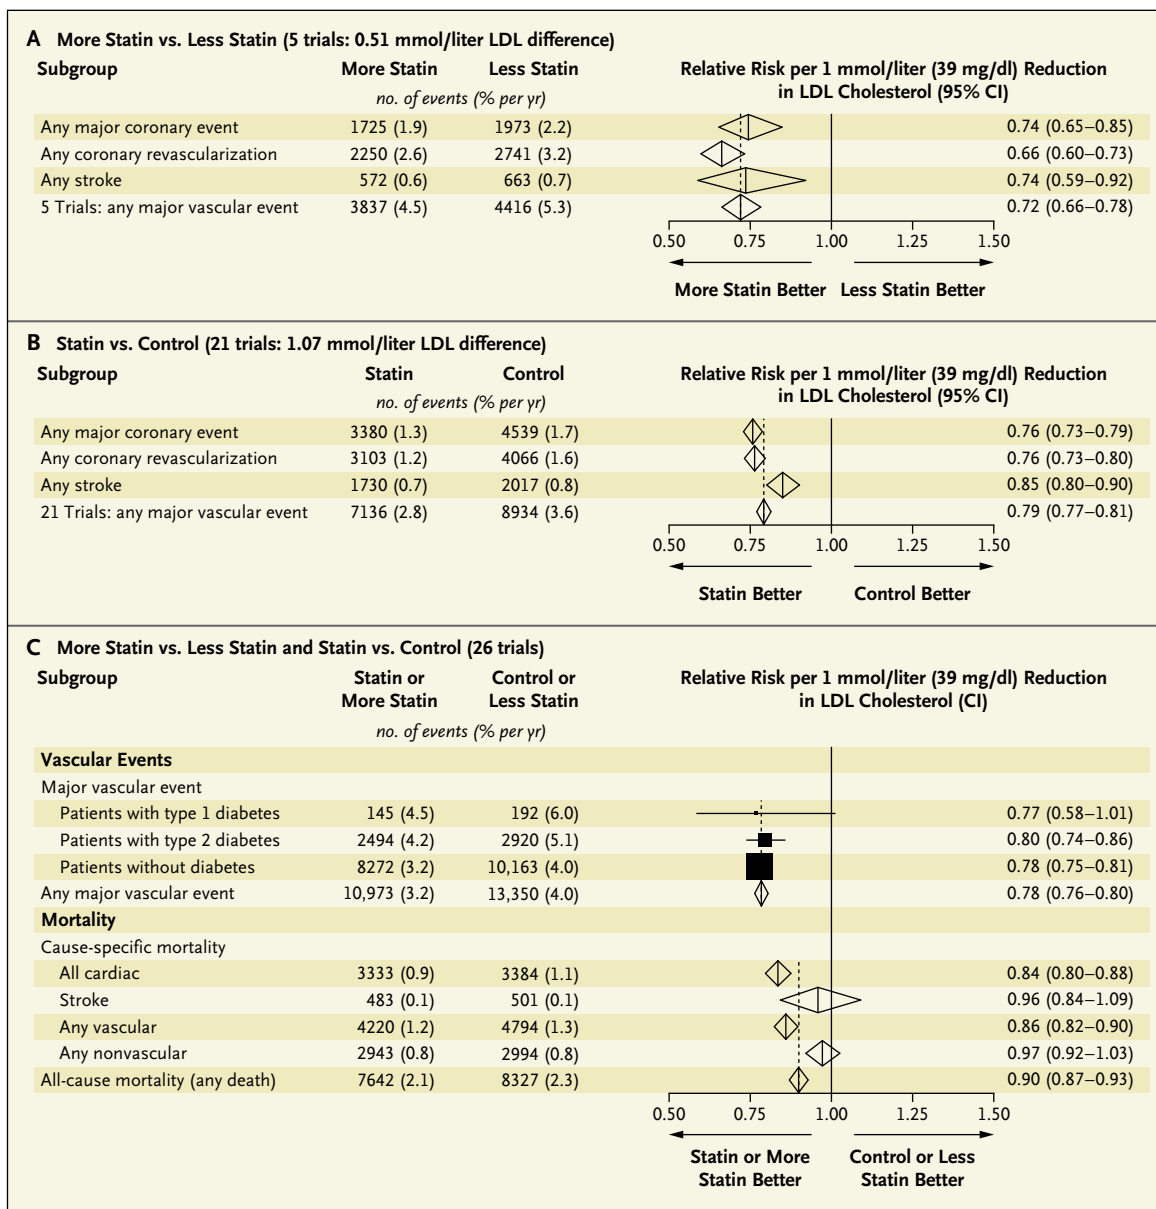 A More Statin vs. Less Statin (5 trials: 0.51 mmol/liter LDL difference)
Subgroup More Statin Less Statin Relative Risk per 1 mmol/liter (39 mg/dl) Reduction
in LDL Cholesterol (95% CI)
no. of events (% per yr)
Any major coronary event 1725 (1.9) 1973 (2.2) 0.74 (0.65–0.85)
Any coronary revascularization 2250 (2.6) 2741 (3.2) 0.66 (0.60–0.73)
Any stroke 572 (0.6) 663 (0.7) 0.74 (0.59–0.92)
5 Trials: any major vascular event 3837 (4.5) 4416 (5.3) 0.72 (0.66–0.78)
0.50 0.75 1.00 1.25 1.50
More Statin Better Less Statin Better
B Statin vs. Control (21 trials: 1.07 mmol/liter LDL difference)
Subgroup Statin Control Relative Risk per 1 mmol/liter (39 mg/dl) Reduction
in LDL Cholesterol (95% CI)
no. of events (% per yr)
Any major coronary event 3380 (1.3) 4539 (1.7) 0.76 (0.73–0.79)
Any coronary revascularization 3103 (1.2) 4066 (1.6) 0.76 (0.73–0.80)
Any stroke 1730 (0.7) 2017 (0.8) 0.85 (0.80–0.90)
21 Trials: any major vascular event 7136 (2.8) 8934 (3.6) 0.79 (0.77–0.81)
0.50 0.75 1.00 1.25 1.50
Statin Better Control Better
C More Statin vs. Less Statin and Statin vs. Control (26 trials)
Subgroup Statin or Control or Relative Risk per 1 mmol/liter (39 mg/dl) Reduction
More Statin Less Statin in LDL Cholesterol (CI)
no. of events (% per yr)
Vascular Events
Major vascular event
Patients with type 1 diabetes 145 (4.5) 192 (6.0) 0.77 (0.58–1.01)
Patients with type 2 diabetes 2494 (4.2) 2920 (5.1) 0.80 (0.74–0.86)
Patients without diabetes 8272 (3.2) 10,163 (4.0) 0.78 (0.75–0.81)
Any major vascular event 10,973 (3.2) 13,350 (4.0) 0.78 (0.76–0.80)
Mortality
Cause-specific mortality
All cardiac 3333 (0.9) 3384 (1.1) 0.84 (0.80–0.88)
Stroke 483 (0.1) 501 (0.1) 0.96 (0.84–1.09)
Any vascular 4220 (1.2) 4794 (1.3) 0.86 (0.82–0.90)
Any nonvascular 2943 (0.8) 2994 (0.8) 0.97 (0.92–1.03)
All-cause mortality (any death) 7642 (2.1) 8327 (2.3) 0.90 (0.87–0.93)
0.50 0.75 1.00 1.25 1.50
Statin or More Control or Less
Statin Better Statin Better